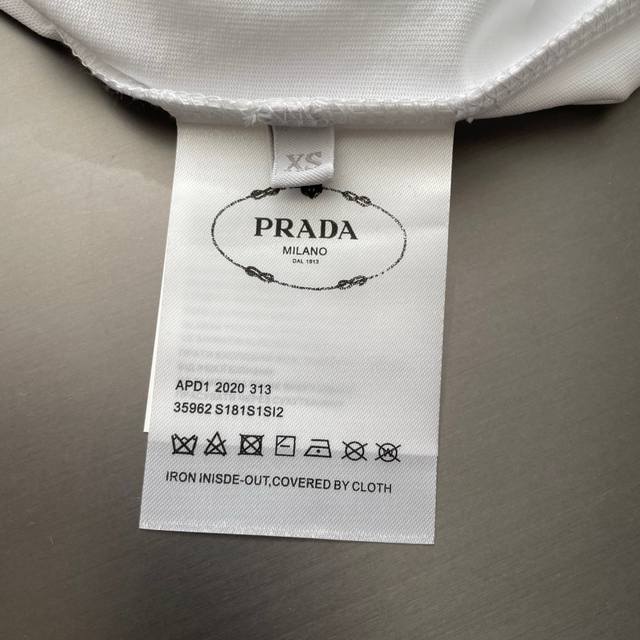 XS
PRADA
MILANO
DAL 1913
APD1 2020 313
35962 S181S1SI2
IRON INISDE-OUT,COVERED BY CLOTH